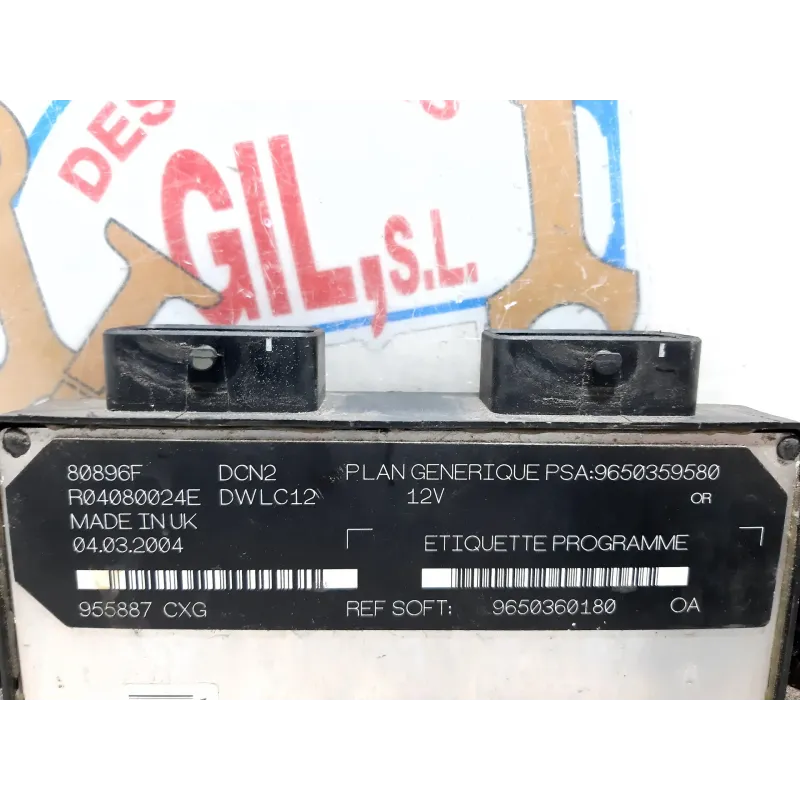 DES
GIL, S.L.
80896F DCN2 PLAN GENERIQUE PSA:9650359580
R04080024E DWLC12 12V OR
MADE IN UK
04.03.2004 ETIQUETTE PROGRAMME
955887 CXG REF SOFT: 9650360180 OA